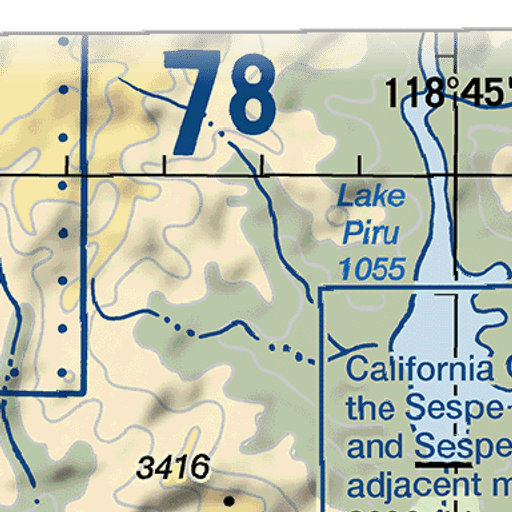 78
118°45'
Lake
Piru
1055
California
the Sespe-
and Sespe
adjacent m
3416